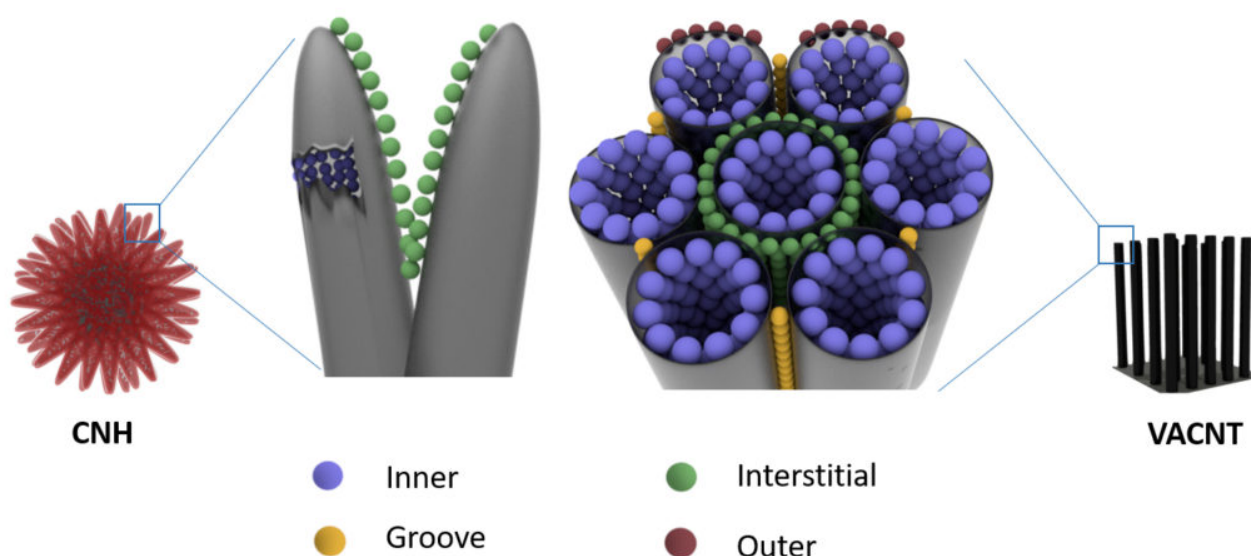 CNH
VACNT
Inner
Interstitial
Groove
Outer